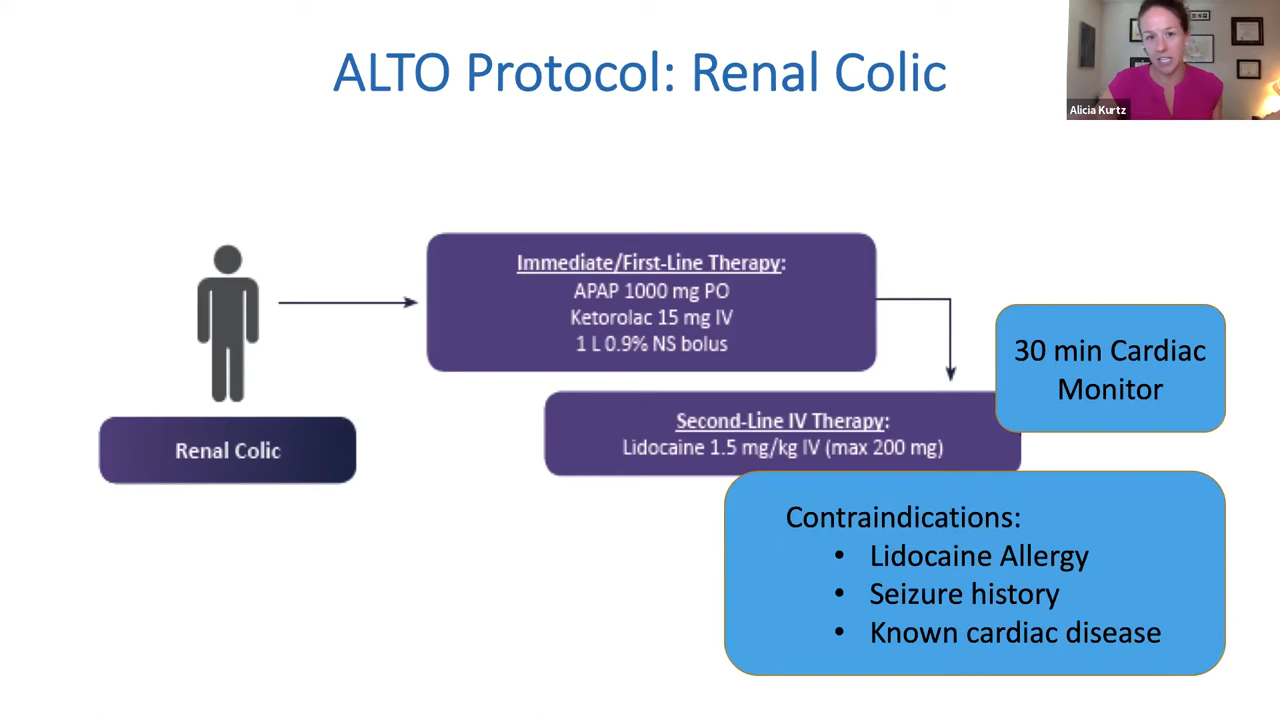 ALTO Protocol: Renal Colic
Alicia Kurtz
Immediate/First-Line Therapy:
APAP 1000 mg PO
Ketorolac 15 mg IV
1 L 0.9% NS bolus
30 min Cardiac
Monitor
Second-Line IV Therapy:
Lidocaine 1.5 mg/kg IV (max 200 mg)
Renal Colic
Contraindications:
• Lidocaine Allergy
• Seizure history
• Known cardiac disease